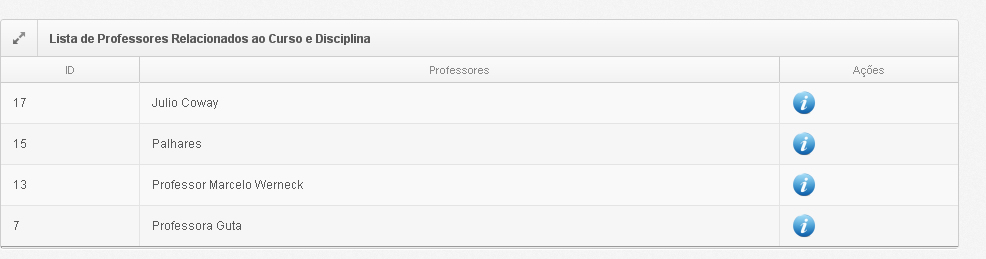 Lista de Professores Relacionados ao Curso e Disciplina
ID Professores Ações
17 Julio Coway
15 Palhares
13 Professor Marcelo Werneck
7 Professora Guta